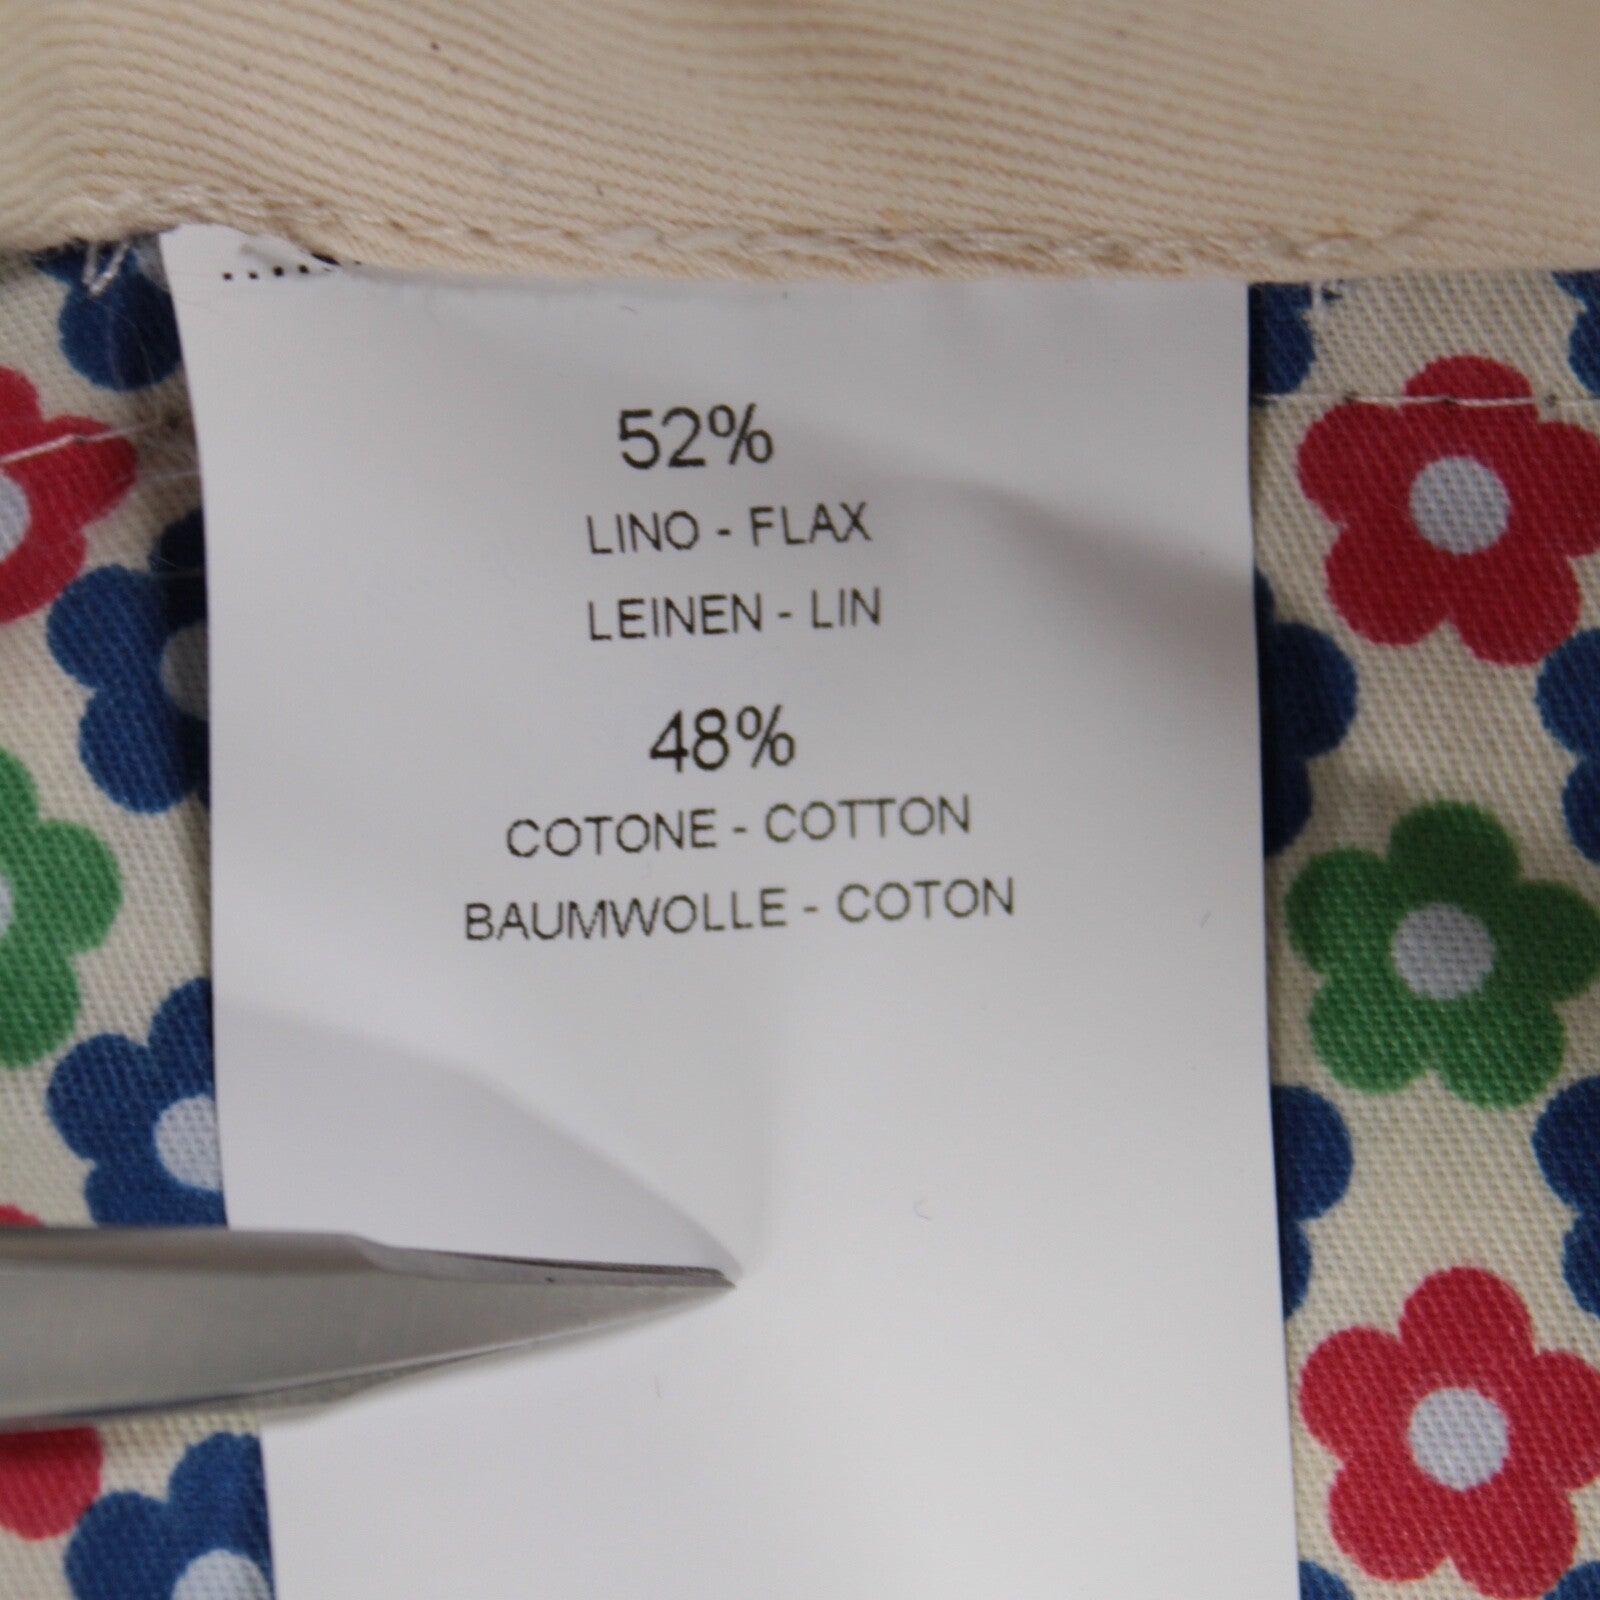 52%
LINO - FLAX
LEINEN - LIN
48%
COTONE - COTTON
BAUMWOLLE - COTON